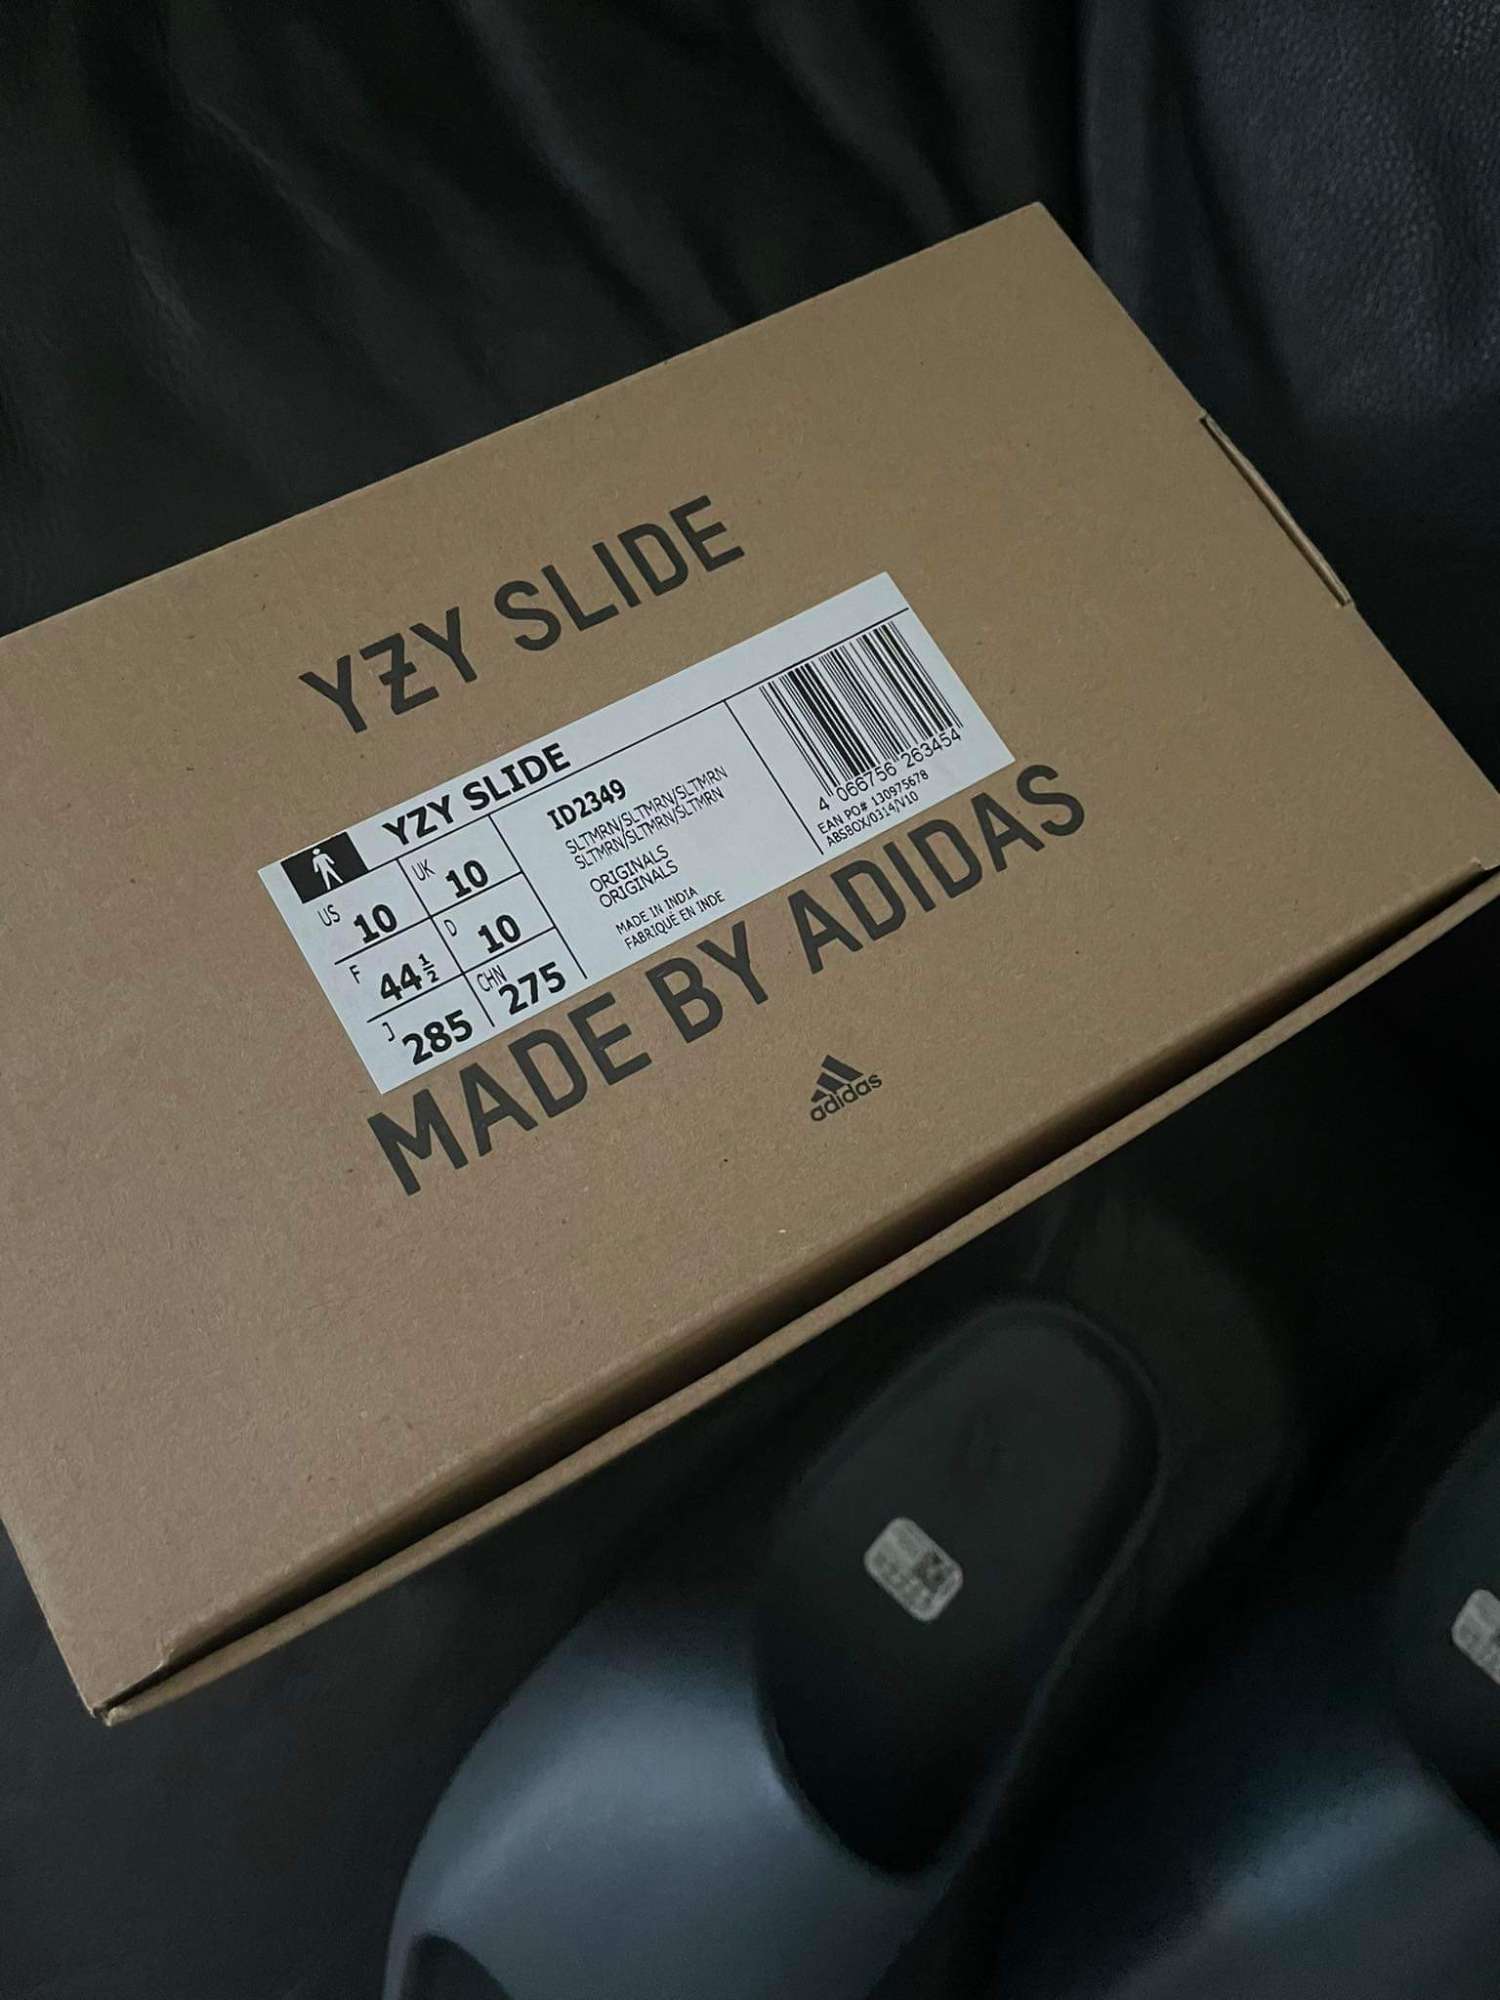 YZY SLIDE
YZY SLIDE
US 10
UK 10
F 44½
D 10
J 285
CHN 275
ID2349
SLTMRN/SLTMRN/SLTMRN
SLTMRN/SLTMRN/SLTMRN
ORIGINALS
ORIGINALS
MADE IN INDIA
FABRIQUÉ EN INDE
4 066756 263454
EAN PO# 130975678
ABSBOX/0314/V10
MADE BY ADIDAS
adidas